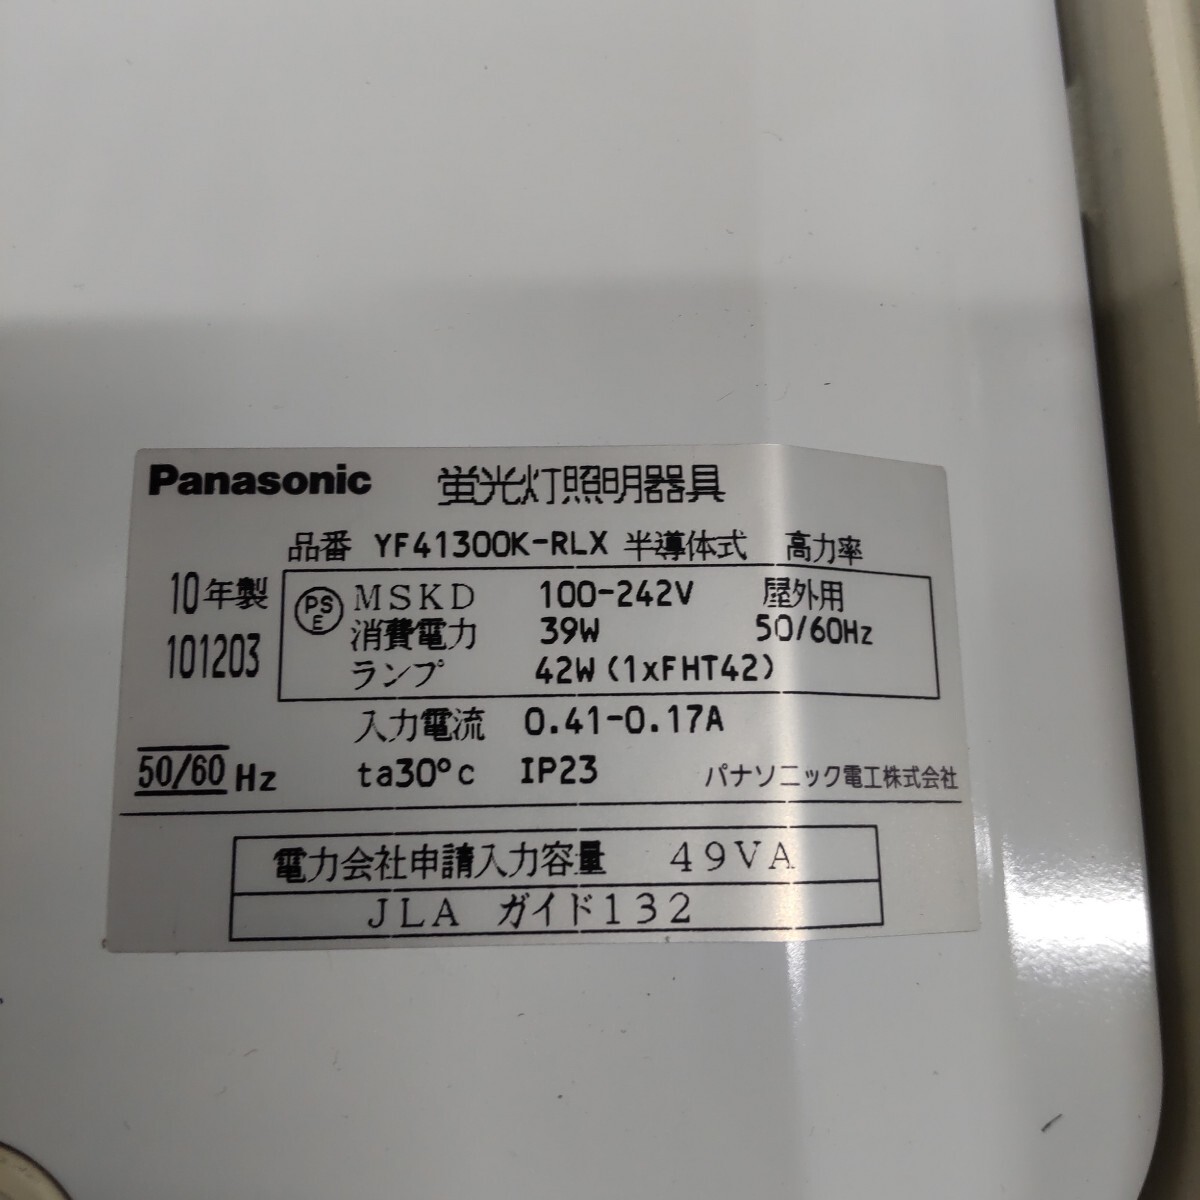 Panasonic 蛍光灯照明器具
品番 YF41300K-RLX 半導体式 高力率
10年製
101203
PS
E
MSKD 100-242V 屋外用
消費電力 39W 50/60Hz
ランプ 42W (1xFHT42)
入力電流 0.41-0.17A
50/60 Hz ta30°c IP23 パナソニック電工株式会社
電力会社申請入力容量 49VA
JLA ガイド132